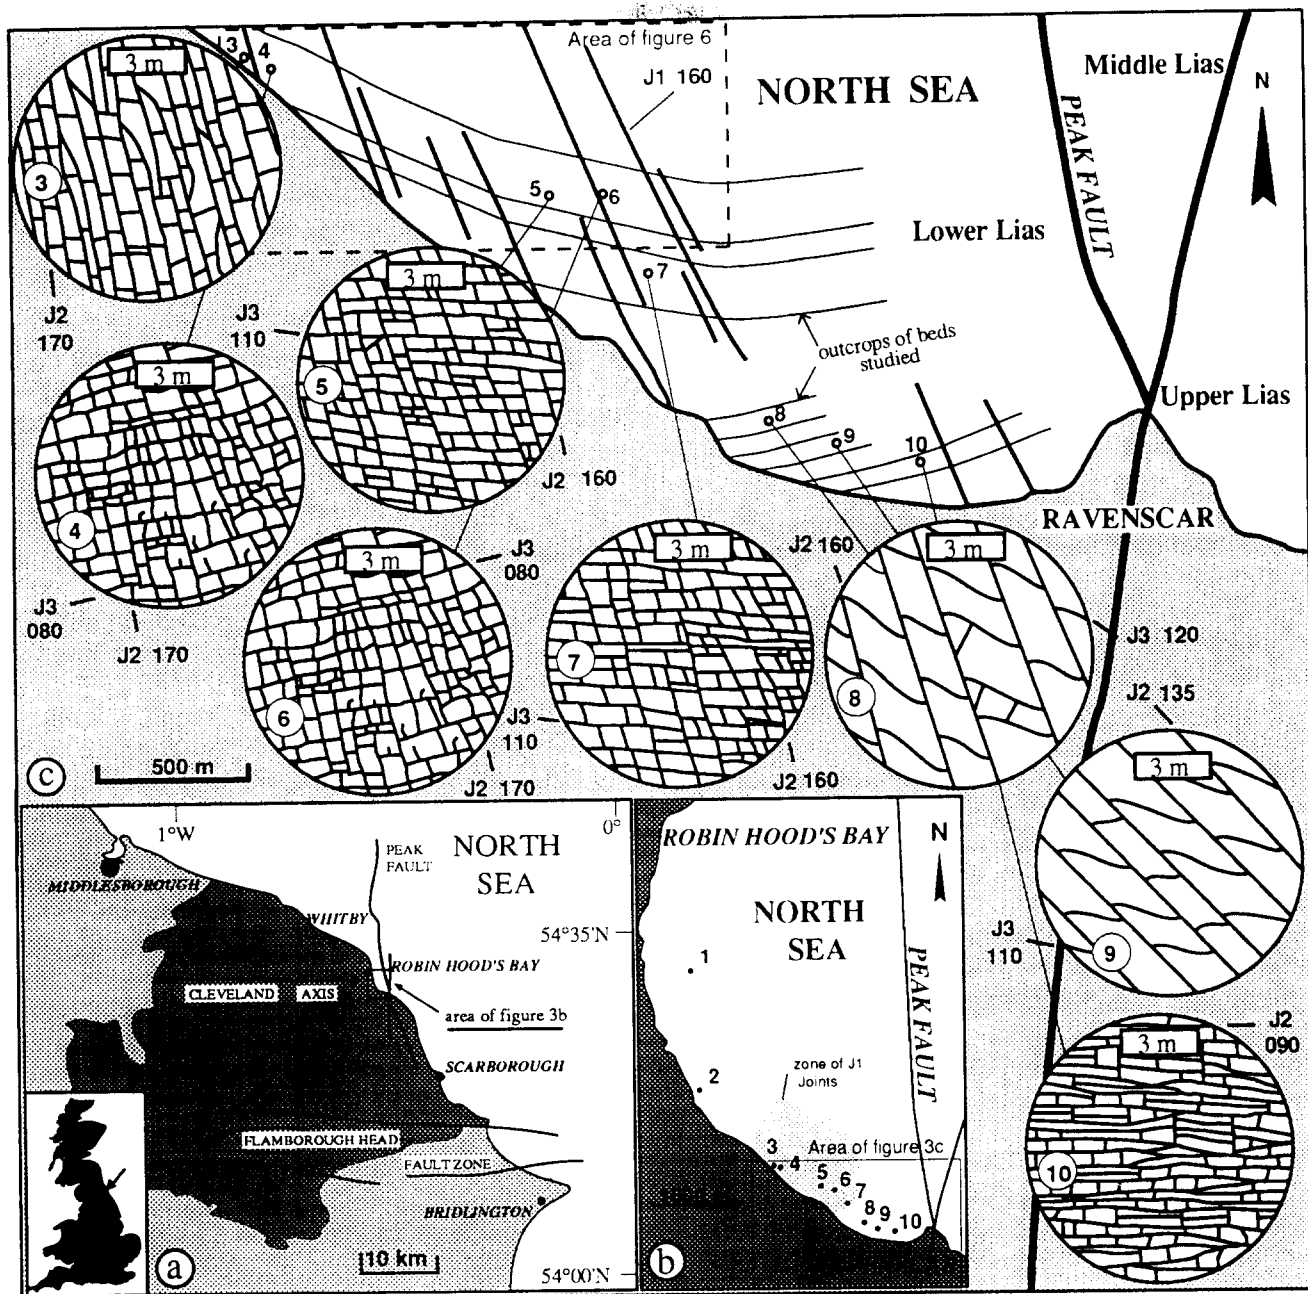 Area of figure 6
J1 160
NORTH SEA
Middle Lias
N
PEAK FAULT
Lower Lias
Upper Lias
outcrops of beds
studied
RAVENSCAR
3
4
5
6
7
8
9
10
3 m
3
J2
170
3 m
4
J3
080
J2 170
3 m
5
J3
110
J2 160
3 m
6
J3
080
J2 170
3 m
7
J3
110
J2 160
3 m
8
J2 160
J3 120
3 m
9
J2 135
J3
110
3 m
10
J2
090
c
500 m
1°W
0°
NORTH
SEA
PEAK
FAULT
MIDDLESBOROUGH
WHITBY
54°35'N
ROBIN HOOD'S BAY
CLEVELAND AXIS
area of figure 3b
SCARBOROUGH
FLAMBOROUGH HEAD
FAULT ZONE
BRIDLINGTON
10 km
54°00'N
a
ROBIN HOOD'S BAY
N
NORTH
SEA
PEAK FAULT
1
2
zone of J1
Joints
Area of figure 3c
3
4
5
6
7
8
9
10
b